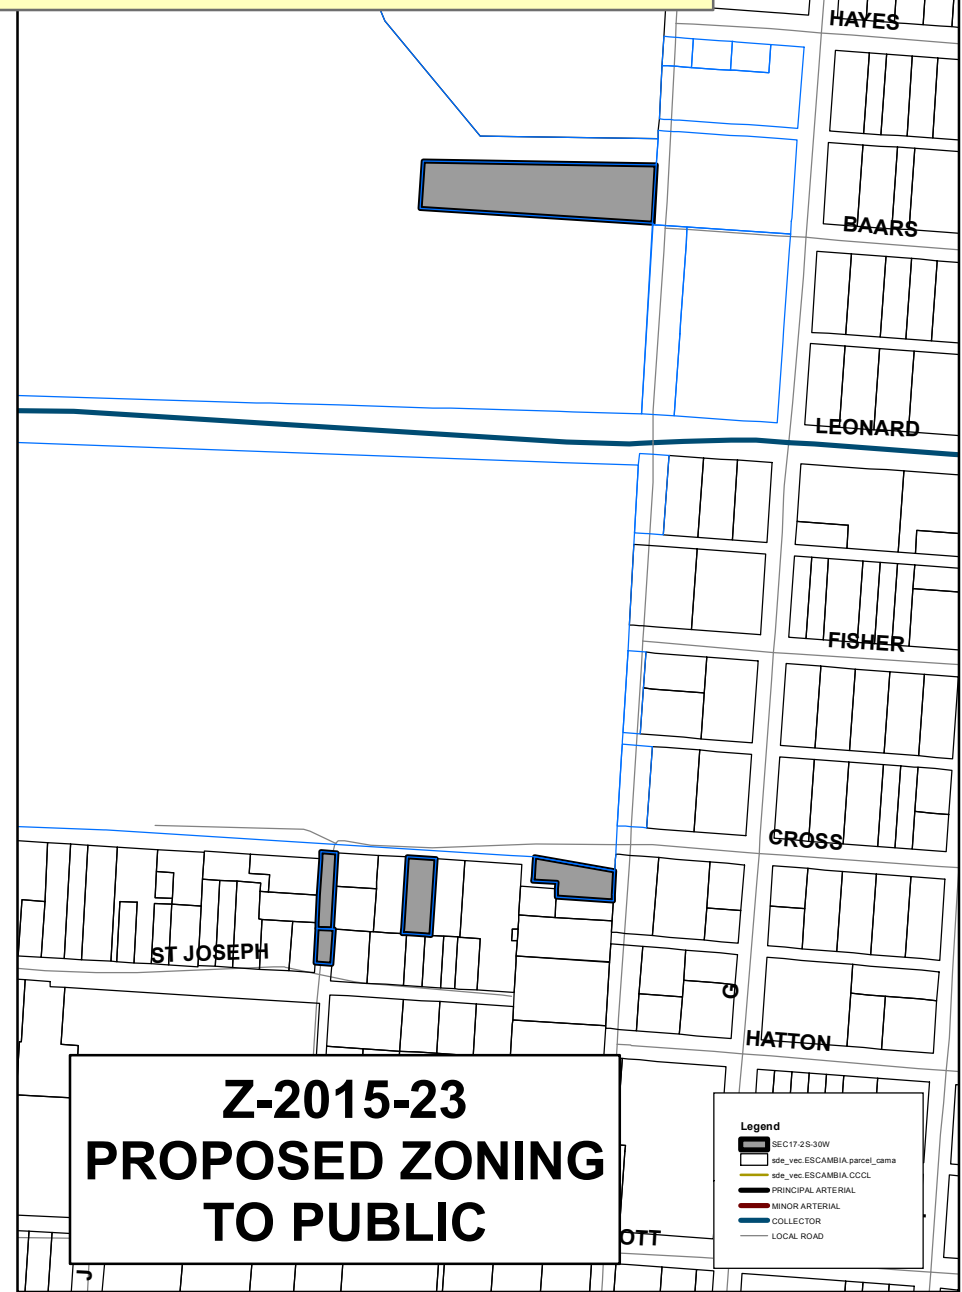 HAYES
BAARS
LEONARD
FISHER
CROSS
ST JOSEPH
G
HATTON
Z-2015-23
PROPOSED ZONING
TO PUBLIC
OTT
J
Legend
SEC17-2S-30W
sde_vec.ESCAMBIA.parcel_cama
sde_vec.ESCAMBIA.CCCL
PRINCIPAL ARTERIAL
MINOR ARTERIAL
COLLECTOR
LOCAL ROAD